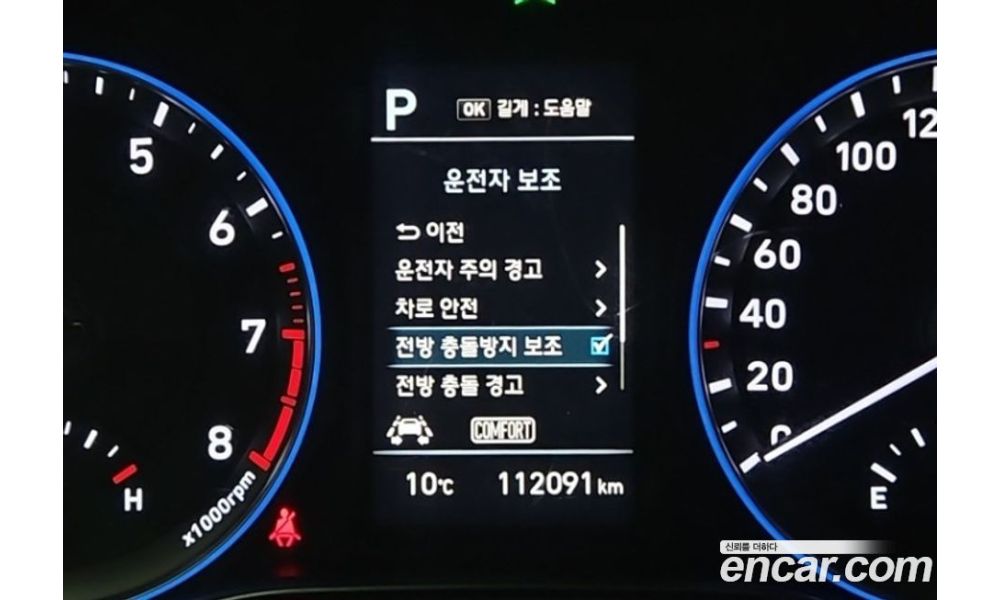 P
OK 길게 : 도움말
운전자 보조
이전
운전자 주의 경고
차로 안전
전방 충돌방지 보조
전방 충돌 경고
COMFORT
10℃ 112091 km
5
6
7
8
x1000rpm
H
12
100
80
60
40
20
0
E
신뢰를 더하다
encar.com